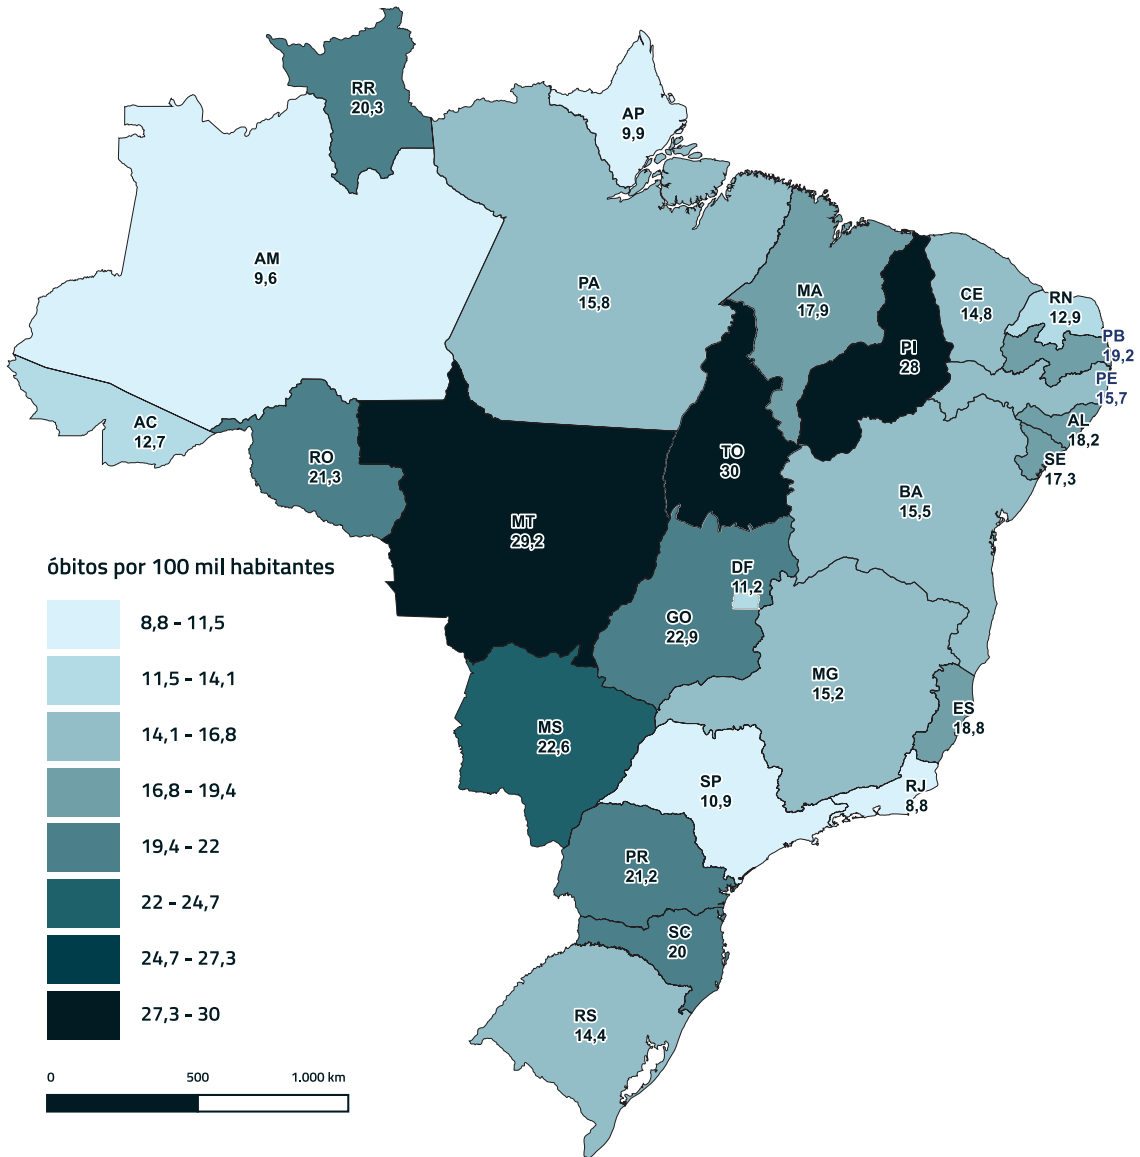 RR
20,3
AP
9,9
AM
9,6
PA
15,8
MA
17,9
CE
14,8
RN
12,9
PB
19,2
PI
28
PE
15,7
AC
12,7
AL
18,2
RO
21,3
TO
30
SE
17,3
BA
15,5
MT
29,2
DF
11,2
GO
22,9
MG
15,2
ES
18,8
MS
22,6
SP
10,9
RJ
8,8
PR
21,2
SC
20
RS
14,4
óbitos por 100 mil habitantes
8,8 - 11,5
11,5 - 14,1
14,1 - 16,8
16,8 - 19,4
19,4 - 22
22 - 24,7
24,7 - 27,3
27,3 - 30
0 500 1.000 km